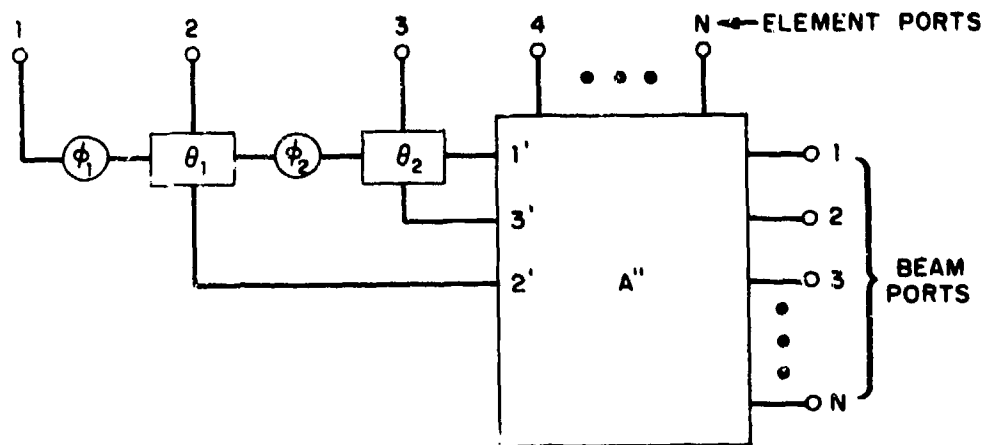 1 2 3 4 N ELEMENT PORTS
ϕ1 θ1 ϕ2 θ2 1' 1
3' 2
2' A" 3 BEAM
PORTS
N